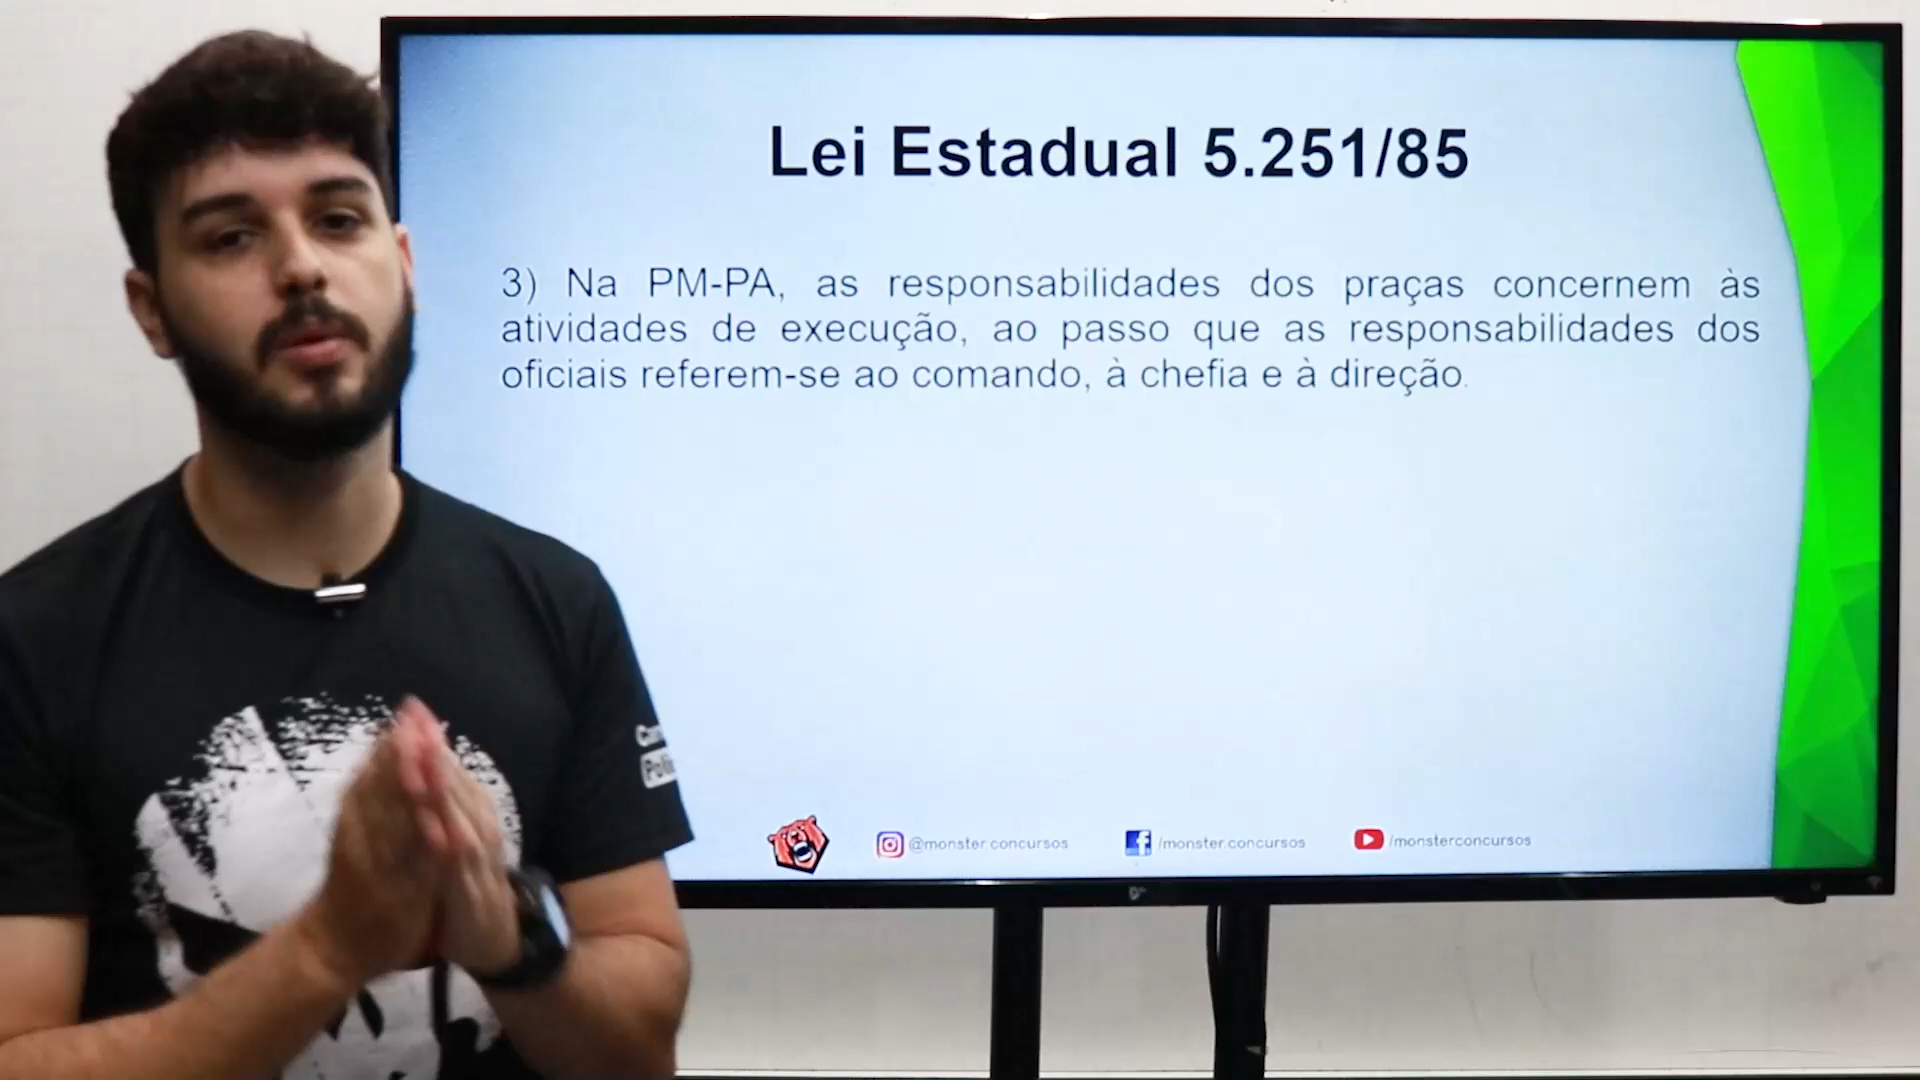 Lei Estadual 5.251/85
3) Na PM-PA, as responsabilidades dos praças concernem às
atividades de execução, ao passo que as responsabilidades dos
oficiais referem-se ao comando, à chefia e à direção.
@monster.concursos /monster.concursos /monsterconcursos